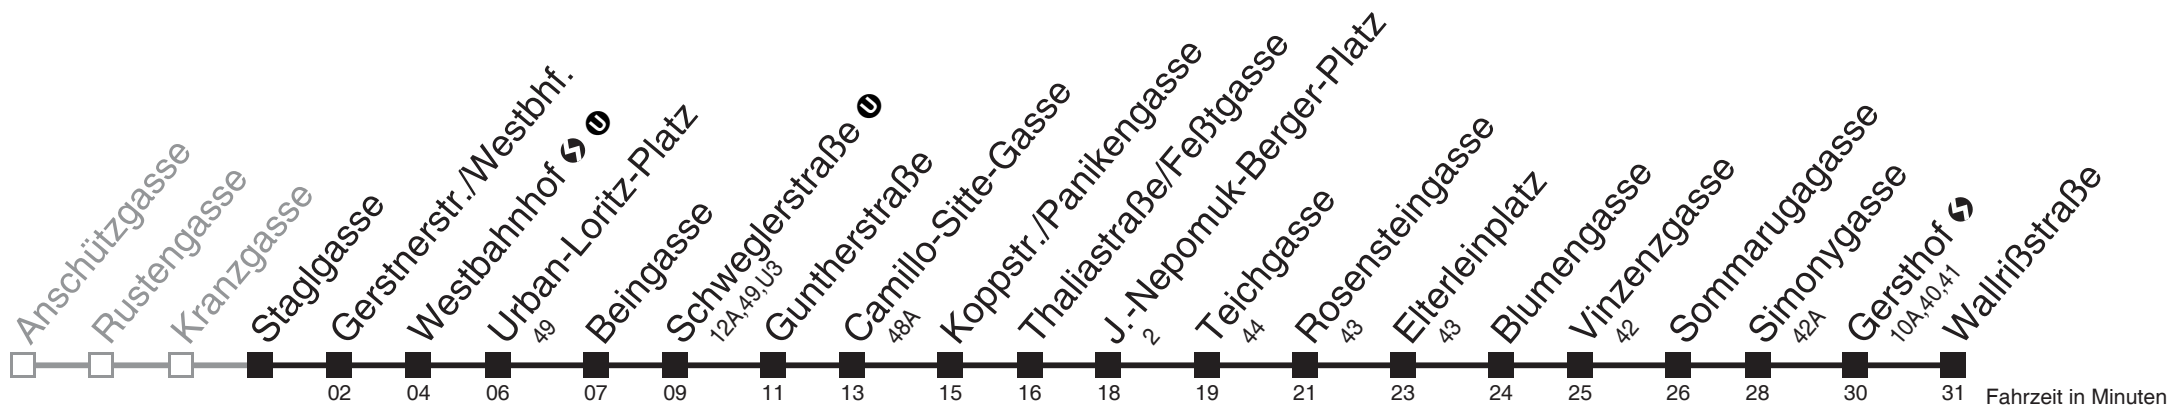 Anschützgasse
Rustengasse
Kranzgasse
Staglgasse
Gerstnerstr./Westbhf.
Westbahnhof U
Urban-Loritz-Platz
49
Beingasse
Schweglerstraße U
12A,49,U3
Guntherstraße
Camillo-Sitte-Gasse
48A
Koppstr./Panikengasse
Thaliastraße/Feßtgasse
J.-Nepomuk-Berger-Platz
2
Teichgasse
44
Rosensteingasse
43
Elterleinplatz
43
Blumengasse
Vinzenzgasse
42
Sommarugagasse
Simonygasse
42A
Gersthof
10A,40,41
Wallrißstraße
02 04 06 07 09 11 13 15 16 18 19 21 23 24 25 26 28 30 31 Fahrzeit in Minuten